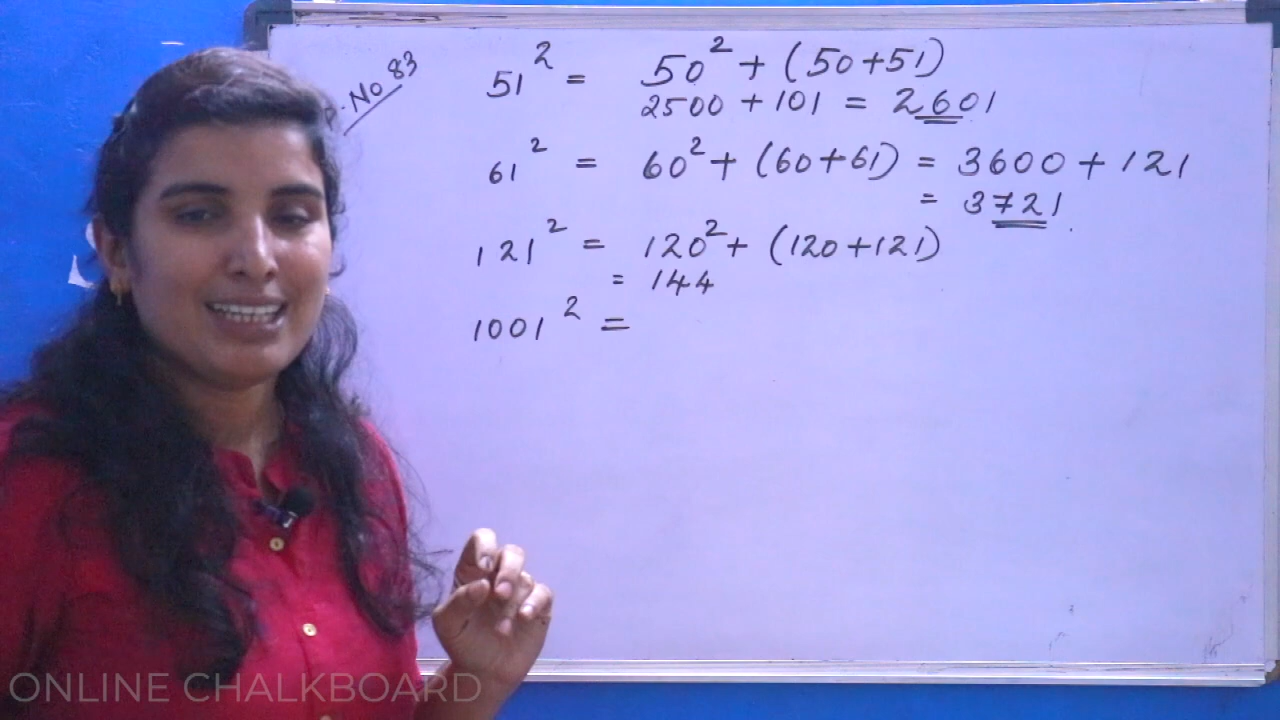 P. No 83
51² = 50² + (50+51)
2500 + 101 = 2601
61² = 60² + (60+61) = 3600 + 121
= 3721
121² = 120² + (120+121)
= 144
1001² =
ONLINE CHALKBOARD